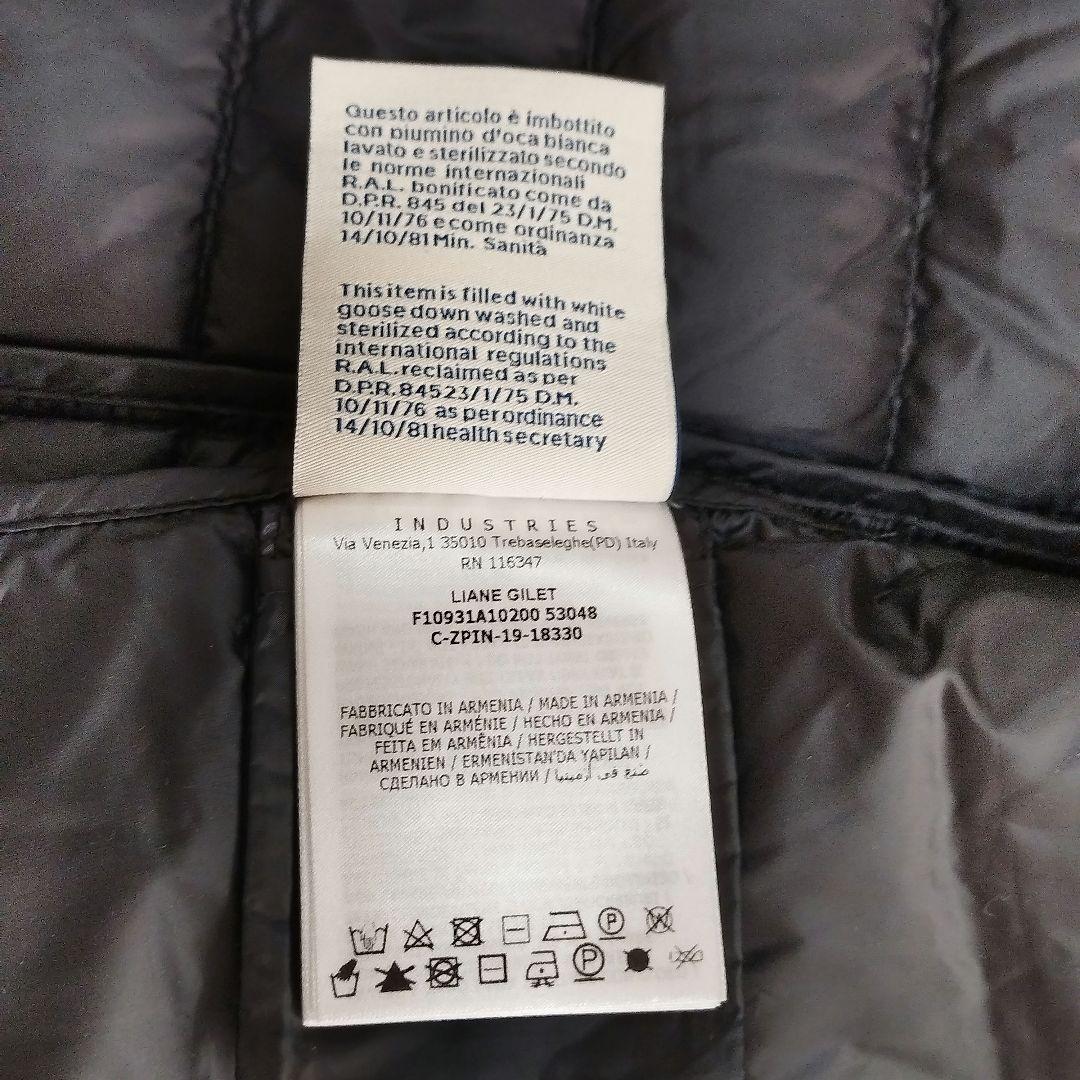 Questo articolo è imbottito
con piumino d'oca bianca
lavato e sterilizzato secondo
le norme internazionali
R.A.L. bonificato come da
D.P.R. 845 del 23/1/75 D.M.
10/11/76 e come ordinanza
14/10/81 Min. Sanità
This item is filled with white
goose down washed and
sterilized according to the
international regulations
R.A.L. reclaimed as per
D.P.R. 845 23/1/75 D.M.
10/11/76 as per ordinance
14/10/81 health secretary
INDUSTRIES
Via Venezia,1 35010 Trebaseleghe(PD) Italy
RN 116347
LIANE GILET
F10931A10200 53048
C-ZPIN-19-18330
FABBRICATO IN ARMENIA / MADE IN ARMENIA /
FABRIQUÉ EN ARMÉNIE / HECHO EN ARMENIA /
FEITA EM ARMÊNIA / HERGESTELLT IN
ARMENIEN / ERMENISTAN'DA YAPILAN /
СДЕЛАНО В АРМЕНИИ / صنع في أرمينيا
P W
P